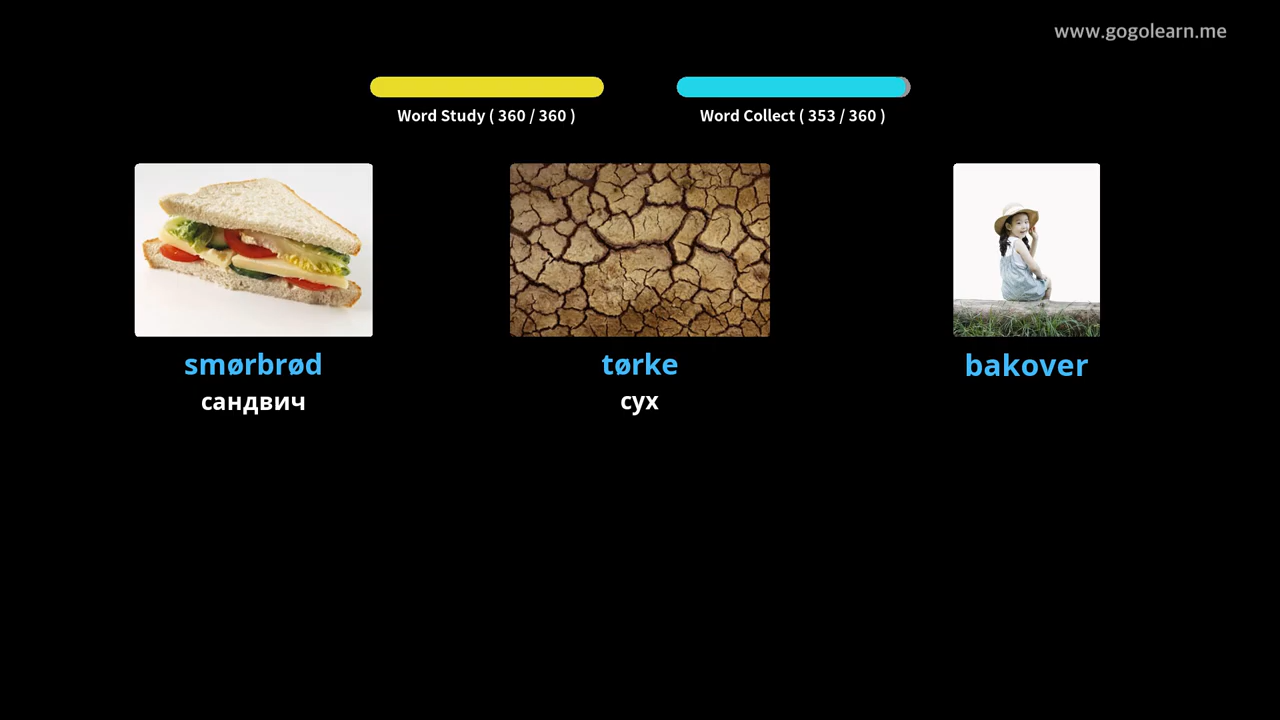 www.gogolearn.me
Word Study ( 360 / 360 )
Word Collect ( 353 / 360 )
smørbrød
tørke
bakover
сандвич
сух